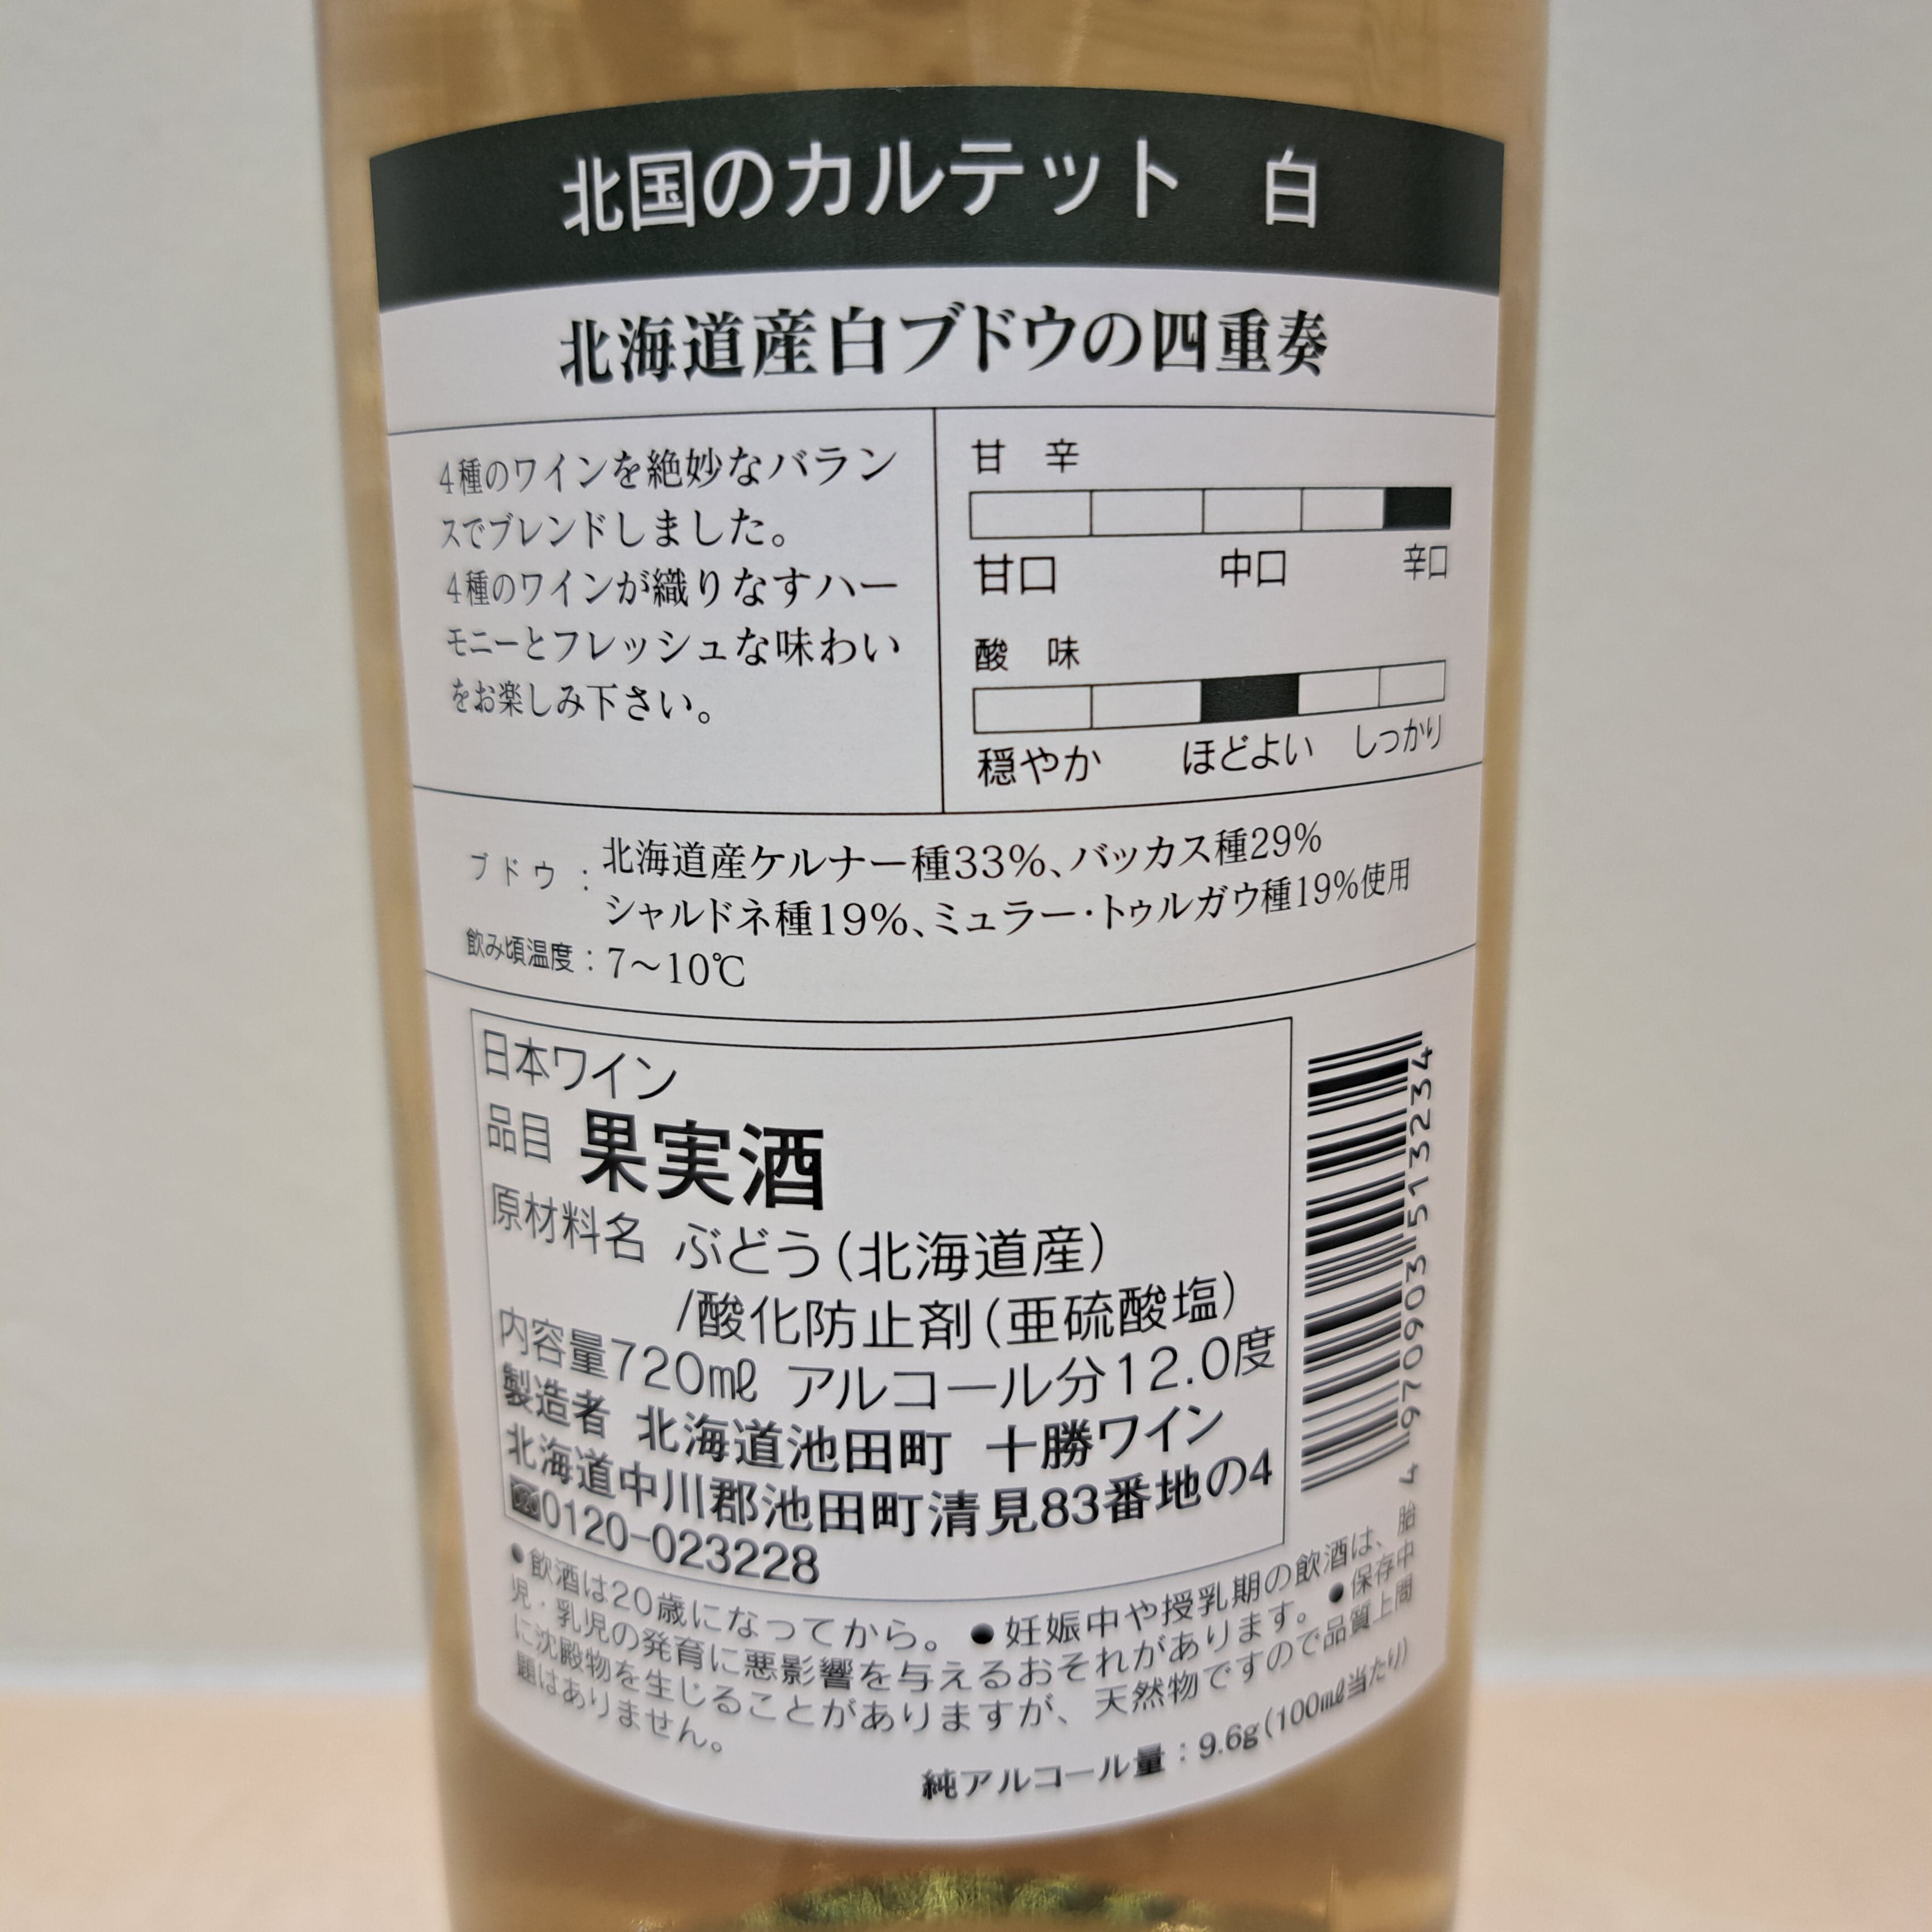 北国のカルテット 白
北海道産白ブドウの四重奏
4種のワインを絶妙なバラン
スでブレンドしました。
4種のワインが織りなすハー
モニーとフレッシュな味わい
をお楽しみ下さい。
甘 辛
甘口 中口 辛口
酸 味
穏やか ほどよい しっかり
ブドウ：北海道産ケルナー種33%、バッカス種29%
シャルドネ種19%、ミュラー・トゥルガウ種19%使用
飲み頃温度：7～10℃
日本ワイン
品目 果実酒
原材料名 ぶどう（北海道産）
/酸化防止剤（亜硫酸塩）
内容量720㎖ アルコール分12.0度
製造者 北海道池田町 十勝ワイン
北海道中川郡池田町清見83番地の4
0120-023228
4 970903 513234
●飲酒は20歳になってから。●妊娠中や授乳期の飲酒は、胎
児・乳児の発育に悪影響を与えるおそれがあります。●保存中
に沈殿物を生じることがありますが、天然物ですので品質上問
題はありません。
純アルコール量：9.6g（100㎖当たり）